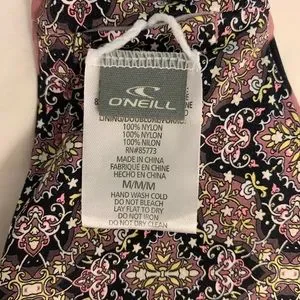 O'NEILL
LINING/DOUBLURE/FORRO
100% NYLON
100% NYLON
100% NILON
RN#85773
MADE IN CHINA
FABRIQUÉ EN CHINE
HECHO EN CHINA
M/M/M
HAND WASH COLD
DO NOT BLEACH
LAY FLAT TO DRY
DO NOT IRON
DO NOT DRY CLEAN